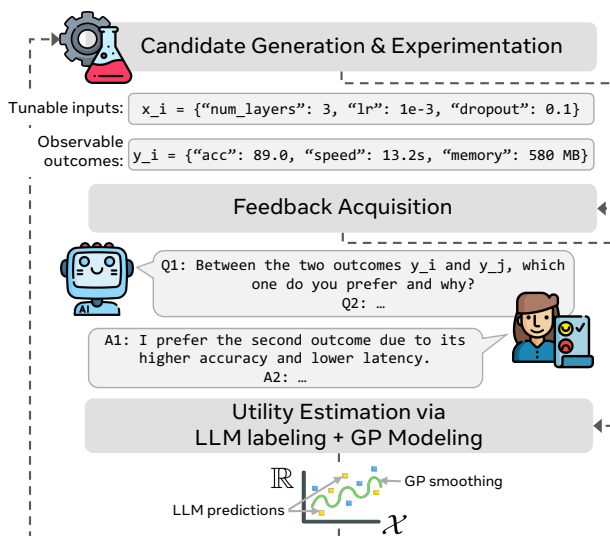 Candidate Generation & Experimentation
Tunable inputs:
x_i = {“num_layers”: 3, “lr”: 1e-3, “dropout”: 0.1}
Observable
outcomes:
y_i = {“acc”: 89.0, “speed”: 13.2s, “memory”: 580 MB}
Feedback Acquisition
AI
Q1: Between the two outcomes y_i and y_j, which
one do you prefer and why?
Q2: …
A1: I prefer the second outcome due to its
higher accuracy and lower latency.
A2: …
Utility Estimation via
LLM labeling + GP Modeling
ℝ
GP smoothing
LLM predictions
𝒳